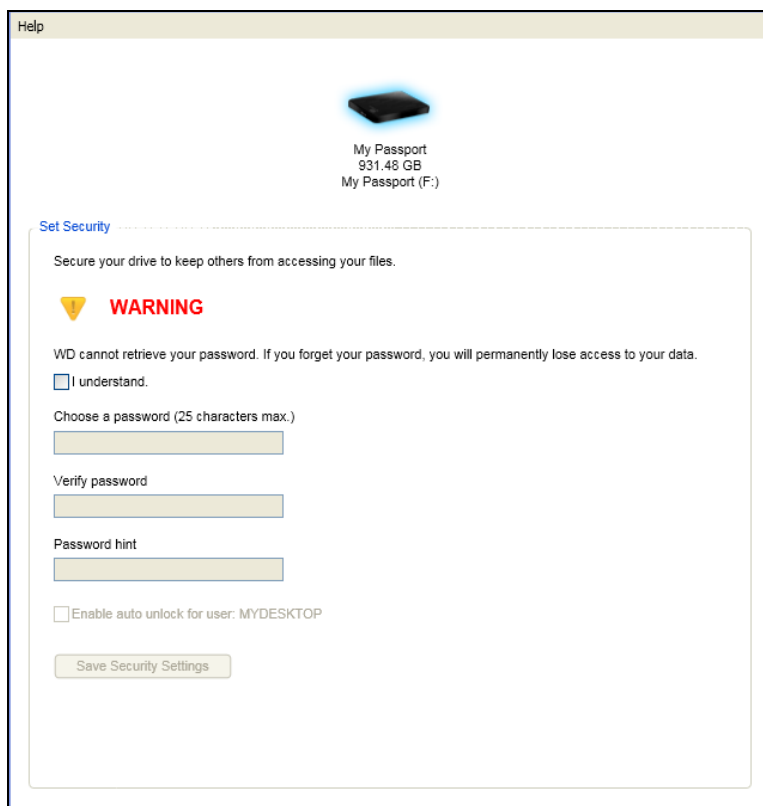 Help
My Passport
931.48 GB
My Passport (F:)
Set Security
Secure your drive to keep others from accessing your files.
WARNING
WD cannot retrieve your password. If you forget your password, you will permanently lose access to your data.
I understand.
Choose a password (25 characters max.)
Verify password
Password hint
Enable auto unlock for user: MYDESKTOP
Save Security Settings